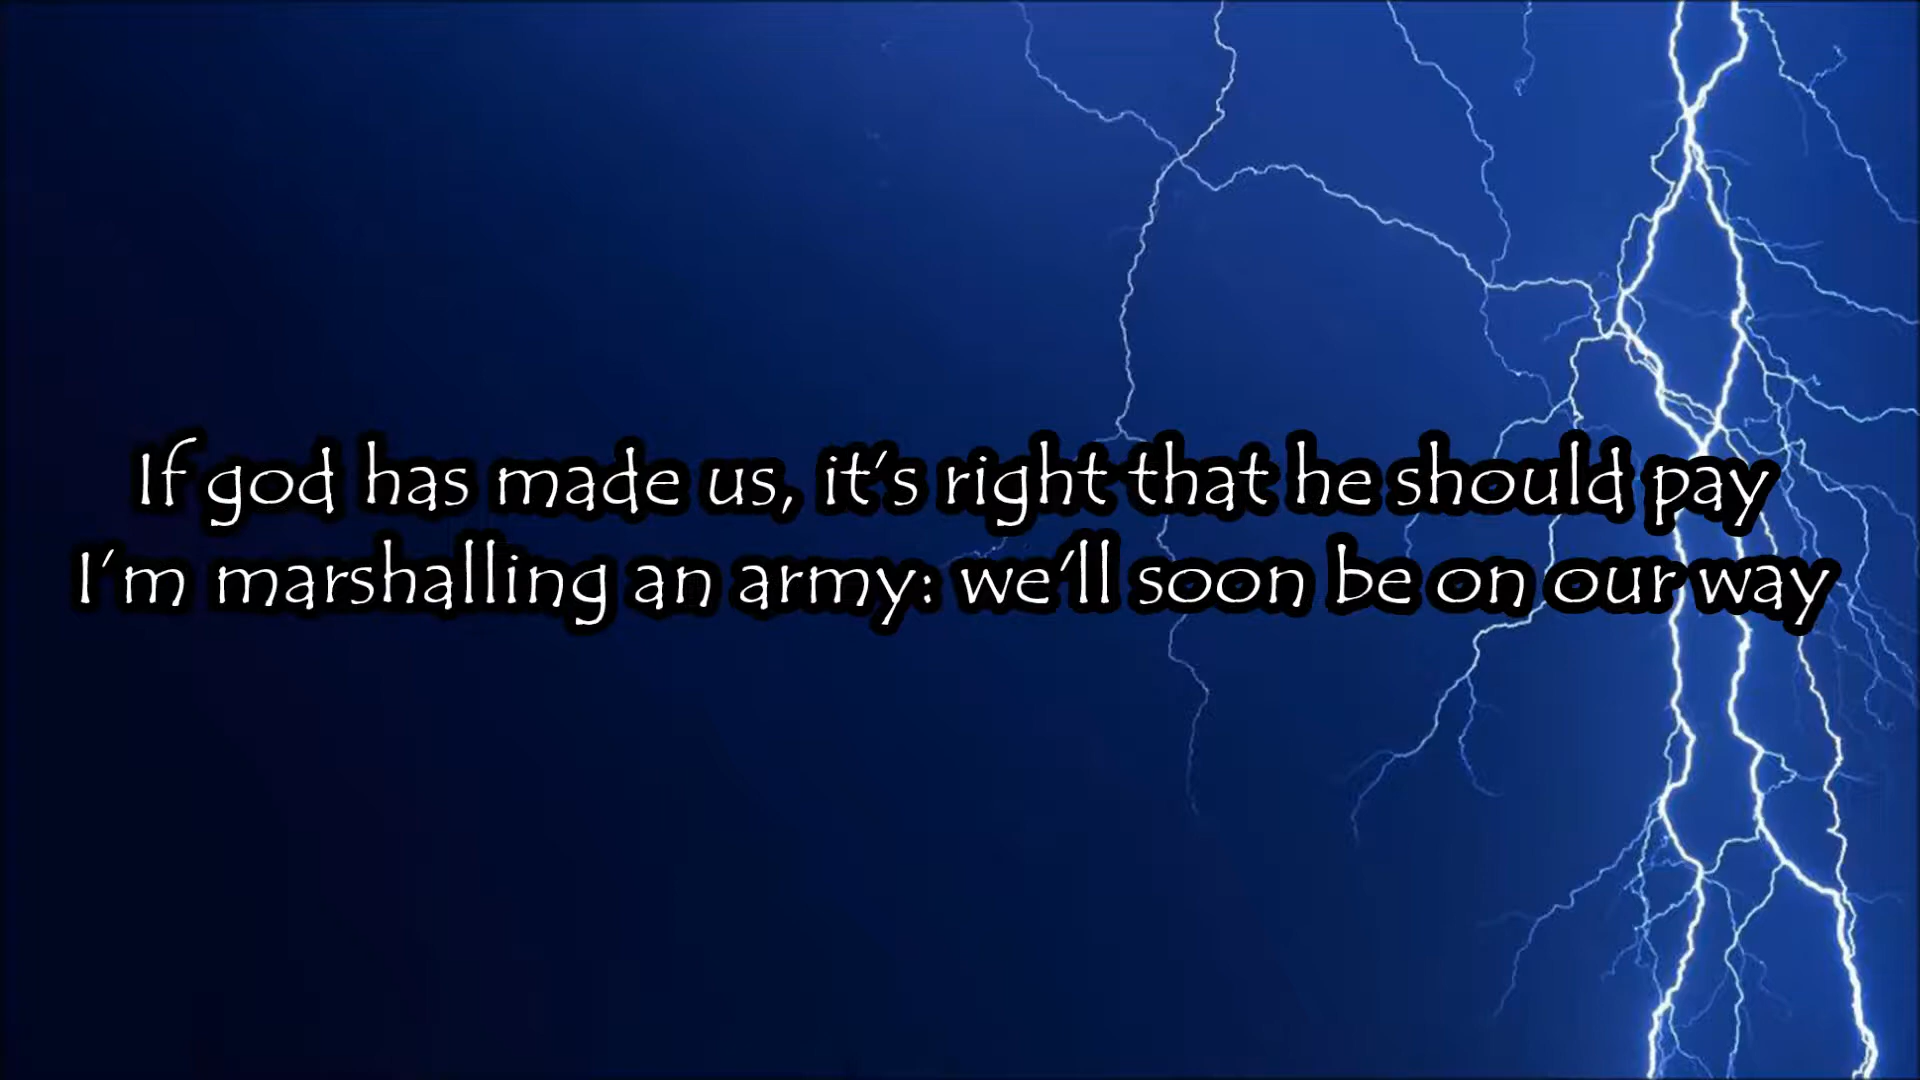 If god has made us, it's right that he should pay
I'm marshalling an army: we'll soon be on our way